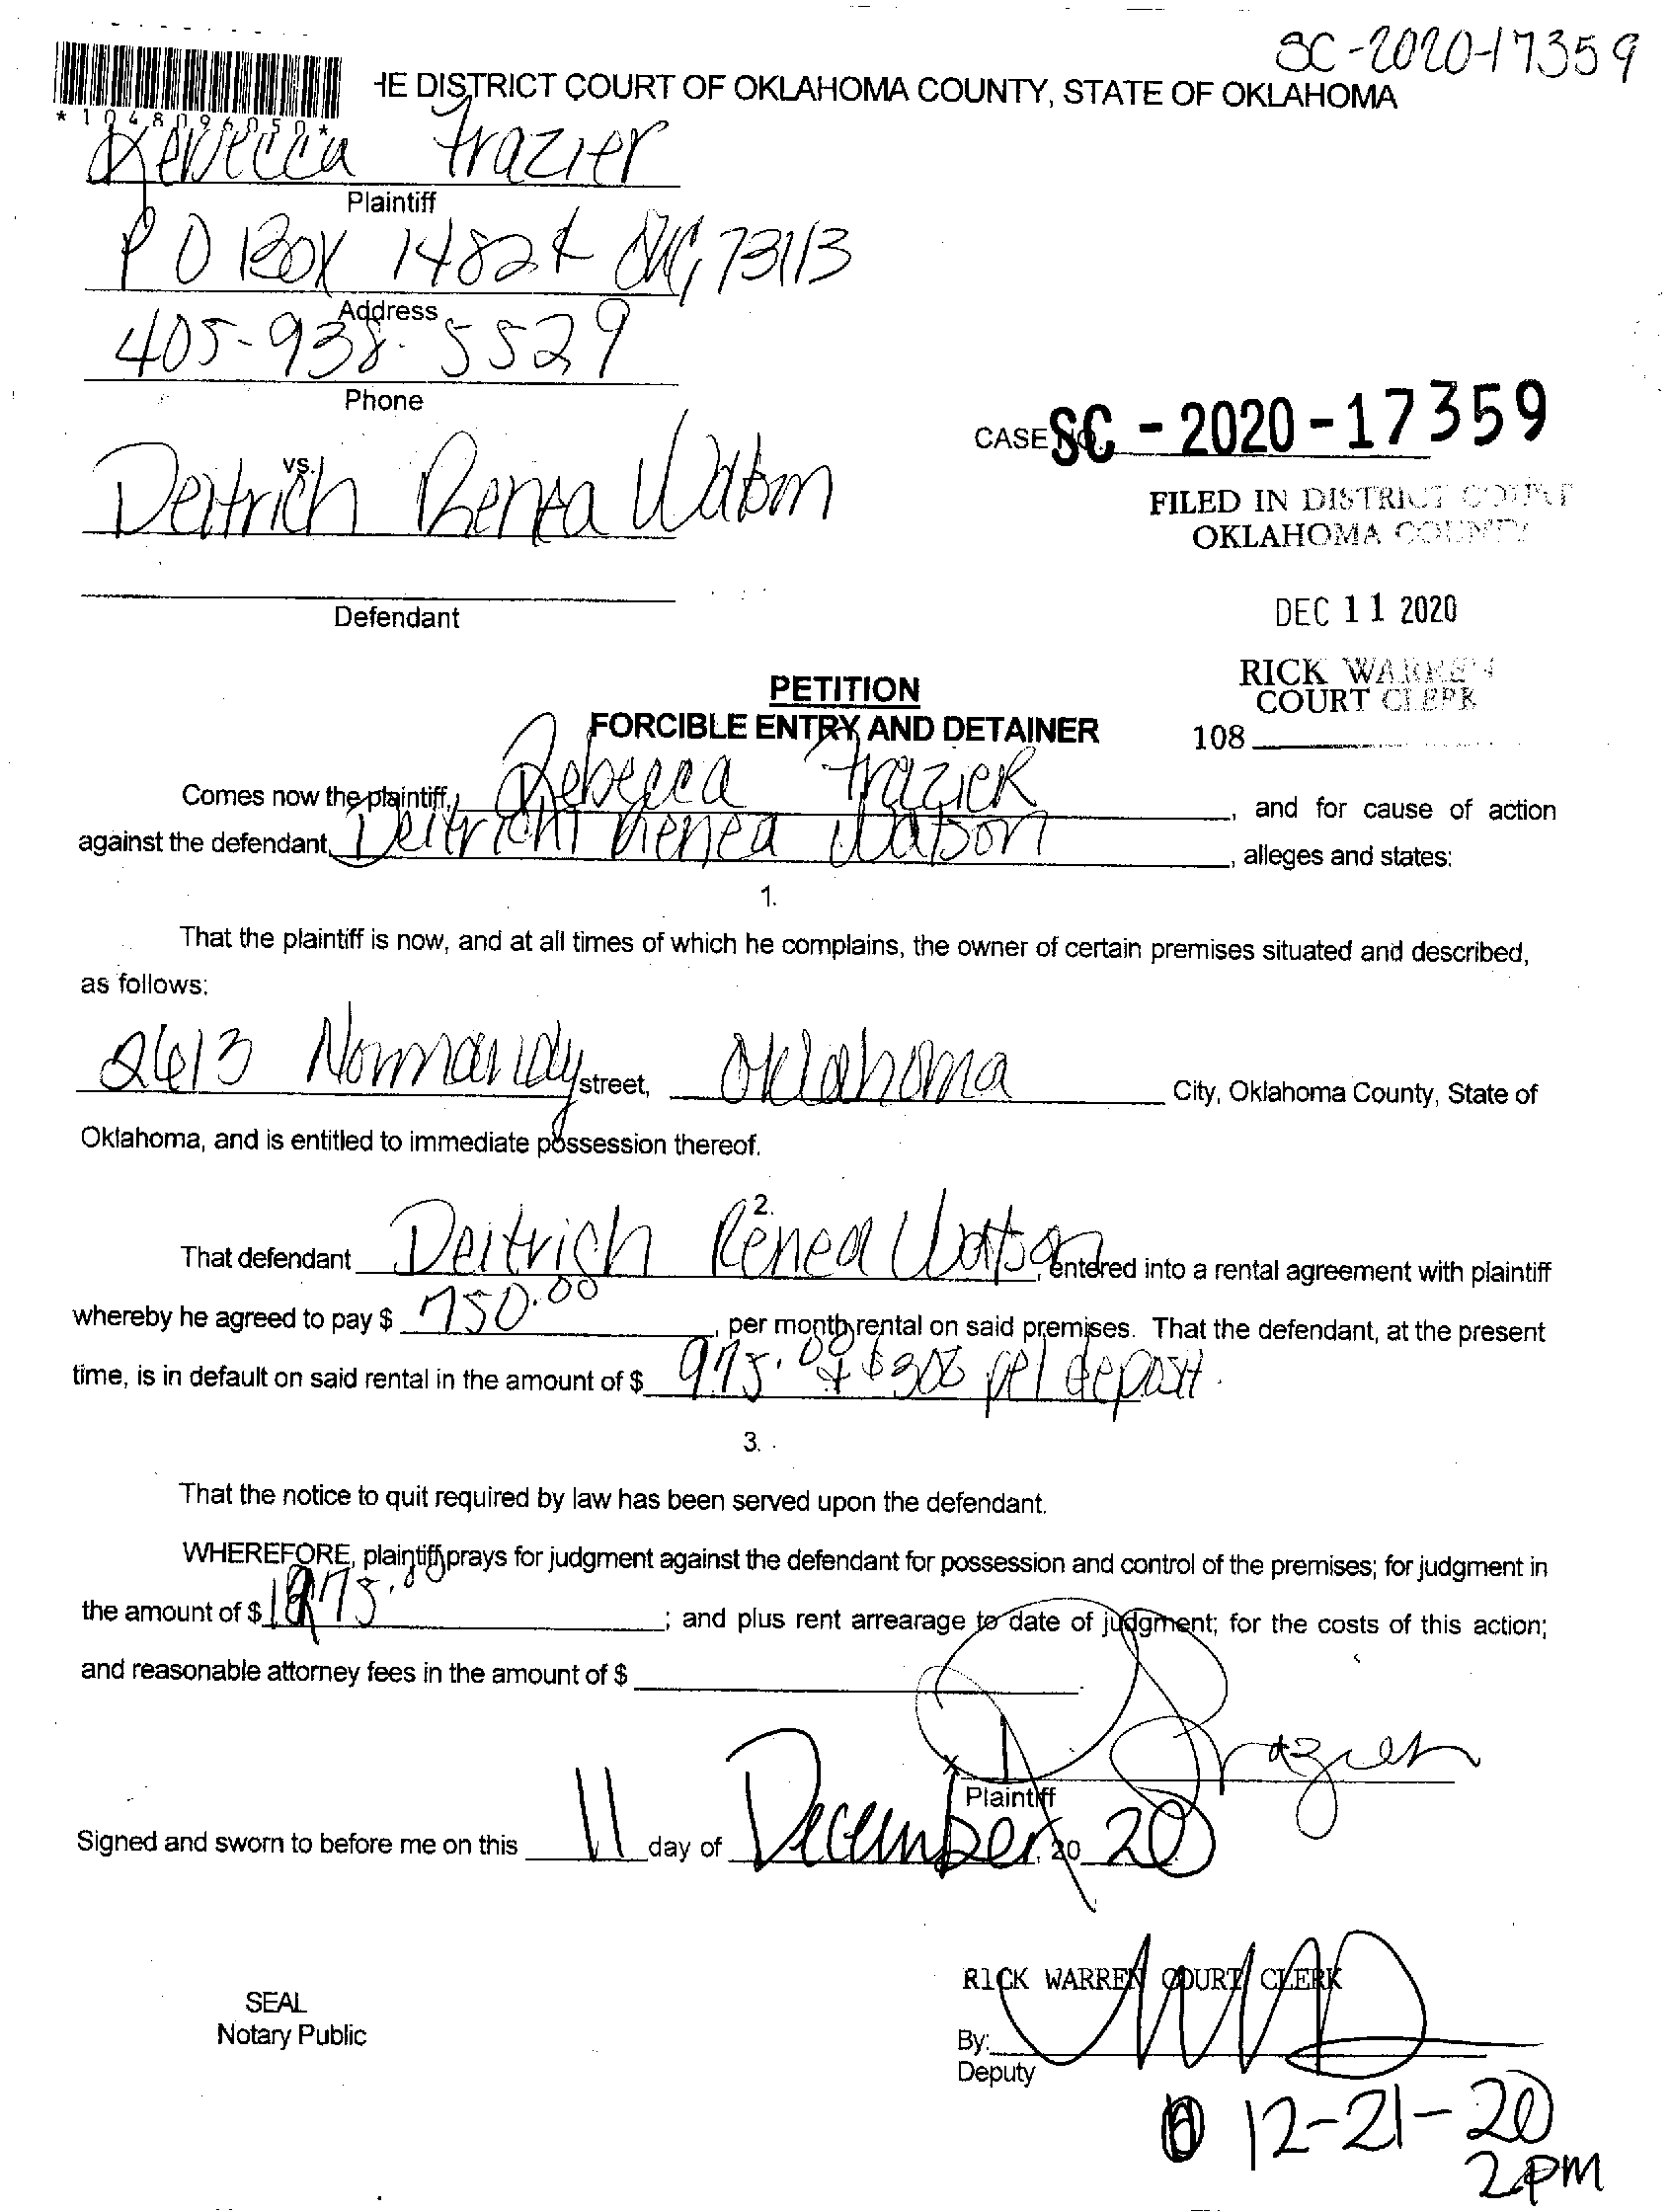 SC-2020-17359
HE DISTRICT COURT OF OKLAHOMA COUNTY, STATE OF OKLAHOMA
*1048096050*
Rebecca Frazier
Plaintiff
P O BOX 14824 OKC, 73113
Address
405-938-5529
Phone
CASE NO. SC - 2020 - 17359
vs.
Deitrich Renea Watson
FILED IN DISTRICT COURT
OKLAHOMA COUNTY
Defendant
DEC 11 2020
RICK WARREN
COURT CLERK
108
PETITION
FORCIBLE ENTRY AND DETAINER
Comes now the plaintiff, Rebecca Frazier, and for cause of action
against the defendant, Deitrich Renea Watson, alleges and states:
1.
That the plaintiff is now, and at all times of which he complains, the owner of certain premises situated and described,
as follows:
2613 Normandy street, Oklahoma City, Oklahoma County, State of
Oklahoma, and is entitled to immediate possession thereof.
2.
That defendant Deitrich Renea Watson, entered into a rental agreement with plaintiff
whereby he agreed to pay $ 750.00, per month rental on said premises. That the defendant, at the present
time, is in default on said rental in the amount of $ 975.00 + $300 pet deposit.
3.
That the notice to quit required by law has been served upon the defendant.
WHEREFORE, plaintiff prays for judgment against the defendant for possession and control of the premises; for judgment in
the amount of $ ; and plus rent arrearage to date of judgment; for the costs of this action;
and reasonable attorney fees in the amount of $
x R Frazier
Plaintiff
Signed and sworn to before me on this 11 day of December, 20 20
RICK WARREN COURT CLERK
SEAL
Notary Public
By:
Deputy
12-21-20
2PM